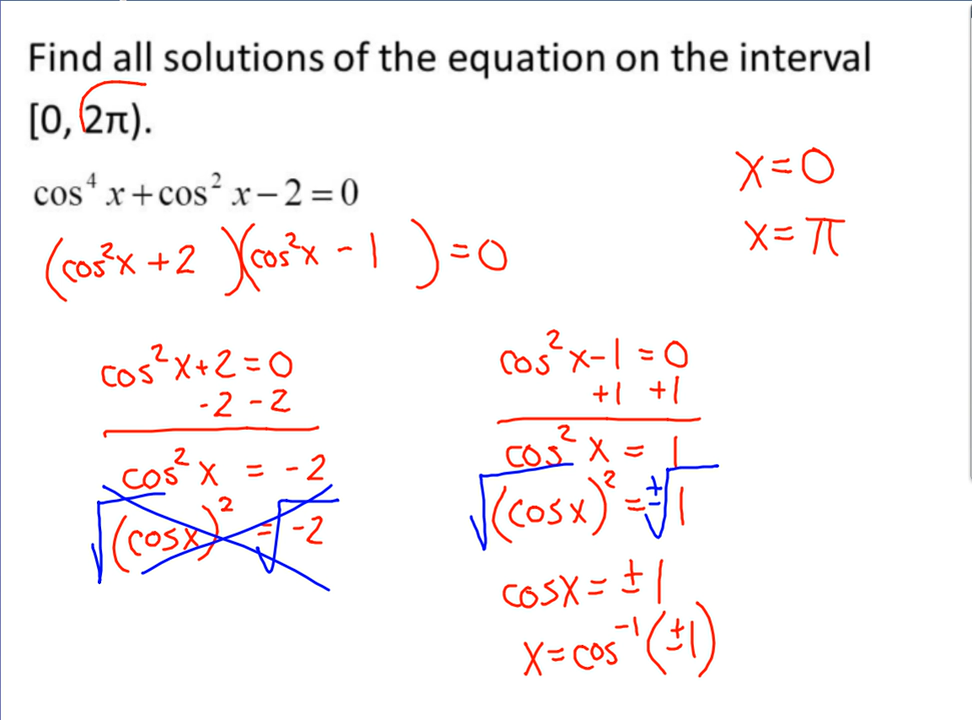 Find all solutions of the equation on the interval
[0, 2π).
cos⁴ x + cos² x − 2 = 0
(cos²x + 2 )(cos²x - 1 ) = 0
x = 0
x = π
cos²x + 2 = 0
-2 -2
cos²x = -2
√(cosx)² = √-2
cos²x - 1 = 0
+1 +1
cos²x = 1
√(cosx)² = ±√1
cosx = ± 1
x = cos⁻¹(±1)